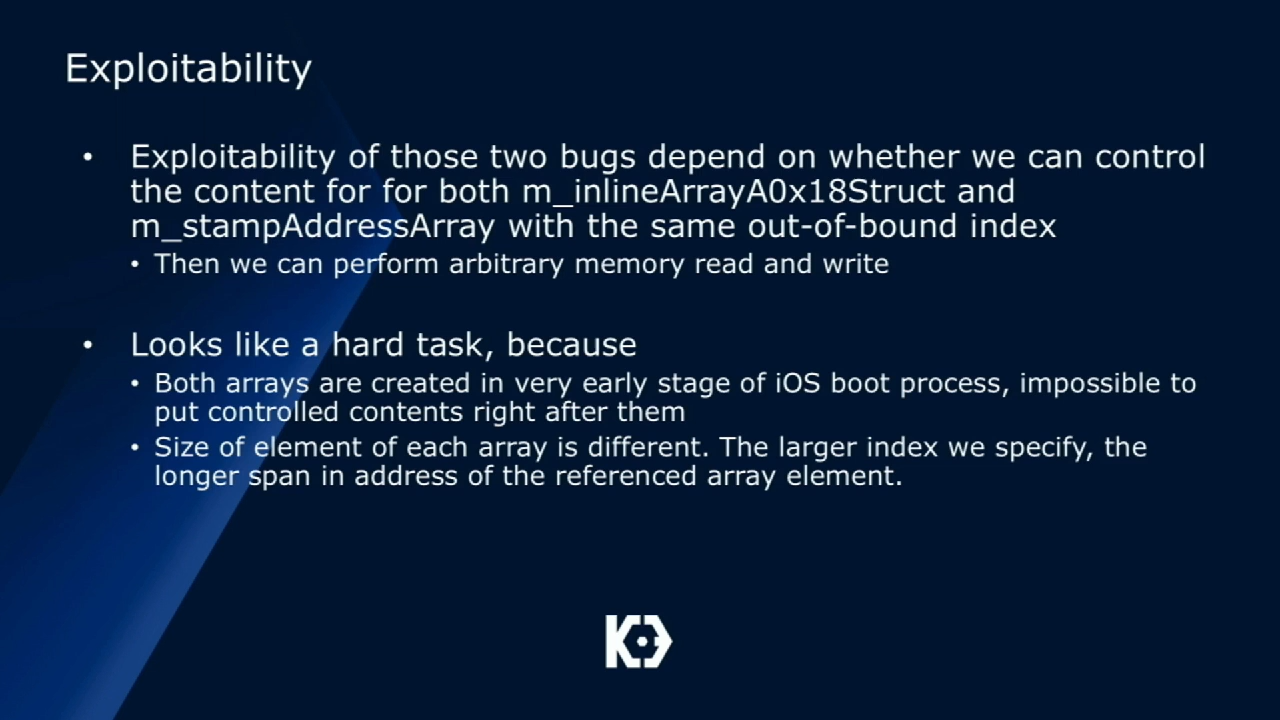 Exploitability
• Exploitability of those two bugs depend on whether we can control
the content for for both m_inlineArrayA0x18Struct and
m_stampAddressArray with the same out-of-bound index
• Then we can perform arbitrary memory read and write
• Looks like a hard task, because
• Both arrays are created in very early stage of iOS boot process, impossible to
put controlled contents right after them
• Size of element of each array is different. The larger index we specify, the
longer span in address of the referenced array element.